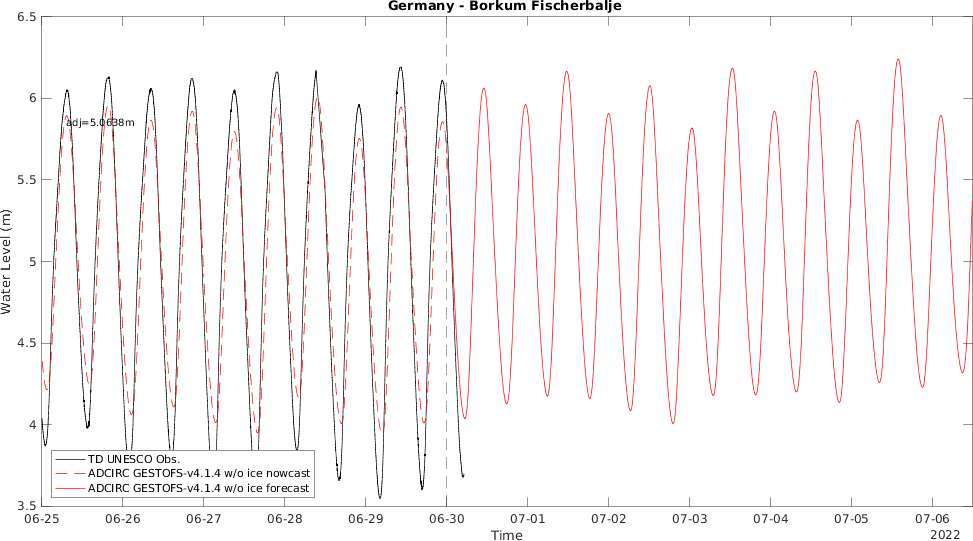 Germany - Borkum Fischerbalje
6.5
6
5.5
5
4.5
4
3.5
Water Level (m)
adj=5.0638m
TD UNESCO Obs.
ADCIRC GESTOFS-v4.1.4 w/o ice nowcast
ADCIRC GESTOFS-v4.1.4 w/o ice forecast
06-25 06-26 06-27 06-28 06-29 06-30 07-01 07-02 07-03 07-04 07-05 07-06
Time
2022